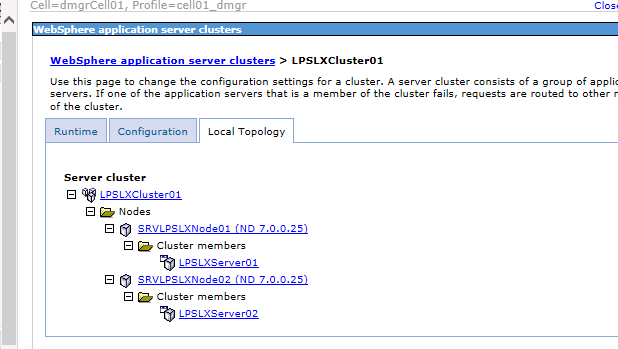 Cell=dmgrCell01, Profile=cell01_dmgr
Close
WebSphere application server clusters
WebSphere application server clusters > LPSLXCluster01
Use this page to change the configuration settings for a cluster. A server cluster consists of a group of applic
servers. If one of the application servers that is a member of the cluster fails, requests are routed to other
of the cluster.
Runtime
Configuration
Local Topology
Server cluster
LPSLXCluster01
Nodes
SRVLPSLXNode01 (ND 7.0.0.25)
Cluster members
LPSLXServer01
SRVLPSLXNode02 (ND 7.0.0.25)
Cluster members
LPSLXServer02